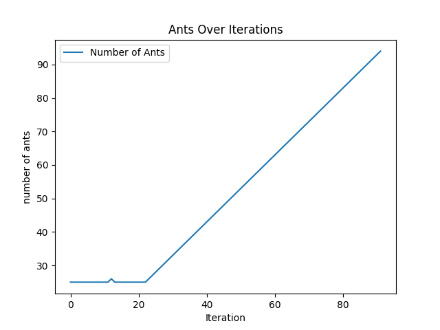 Ants Over Iterations
Number of Ants
number of ants
90
80
70
60
50
40
30
0 20 40 60 80
Iteration